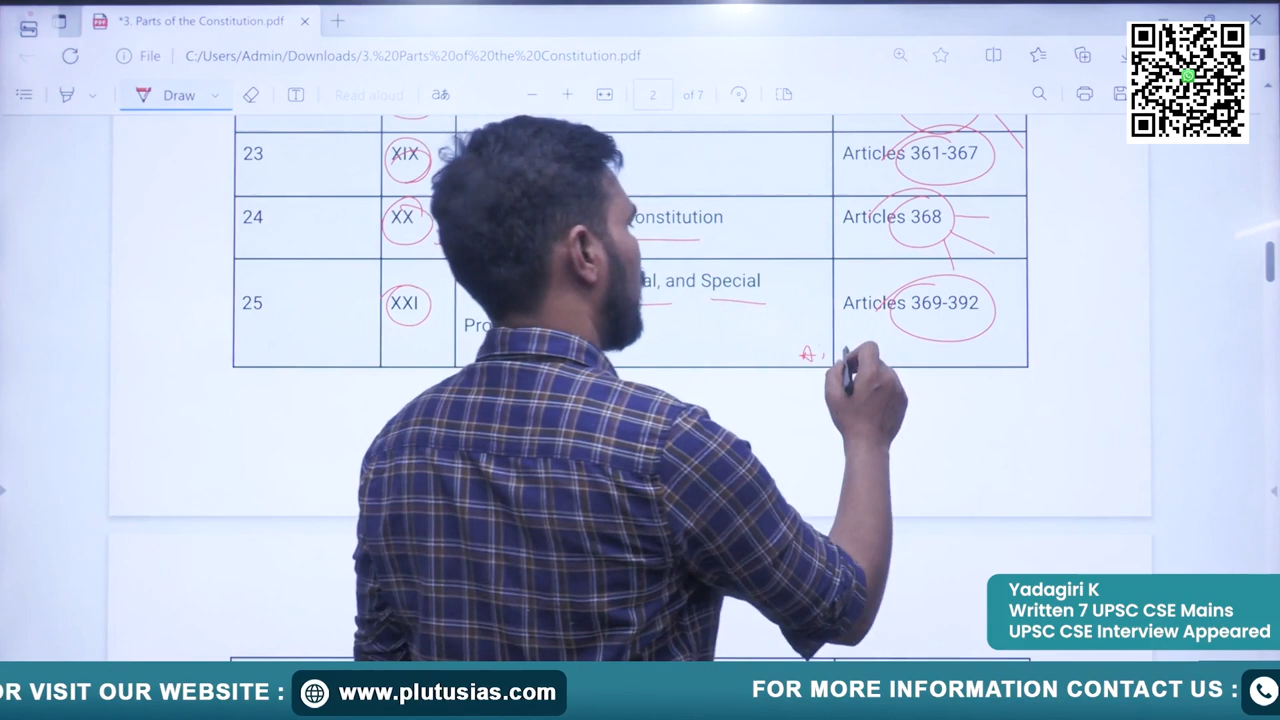 *3. Parts of the Constitution.pdf
File C:/Users/Admin/Downloads/3.%20Parts%20of%20the%20Constitution.pdf
Draw Read aloud 2 of 7
23 XIX Articles 361-367
24 XX onstitution Articles 368
25 XXI al, and Special Articles 369-392
Pro
Yadagiri K
Written 7 UPSC CSE Mains
UPSC CSE Interview Appeared
OR VISIT OUR WEBSITE : www.plutusias.com FOR MORE INFORMATION CONTACT US :